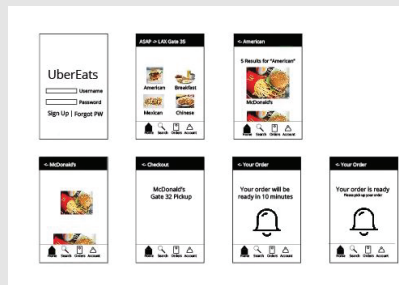 UberEats
Username
Password
Sign Up | Forgot PW
ASAP -> LAX Gate 35
American
Breakfast
Mexican
Chinese
Home Search Orders Account
<- American
5 Results for "American"
McDonald's
Home Search Orders Account
<- McDonald's
Home Search Orders Account
<- Checkout
McDonald's
Gate 32 Pickup
Home Search Orders Account
<- Your Order
Your order will be
ready in 10 minutes
Home Search Orders Account
<- Your Order
Your order is ready
Please pick up your order
Home Search Orders Account